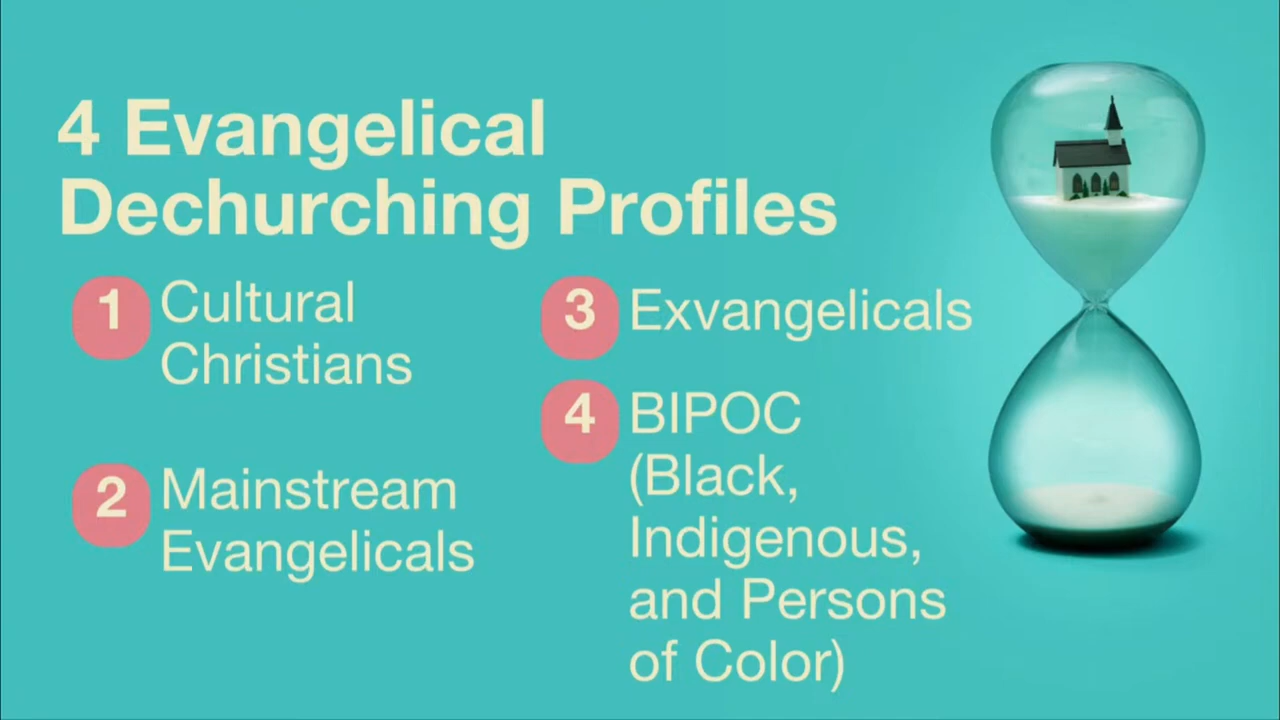 4 Evangelical
Dechurching Profiles
1 Cultural
Christians
2 Mainstream
Evangelicals
3 Exvangelicals
4 BIPOC
(Black,
Indigenous,
and Persons
of Color)